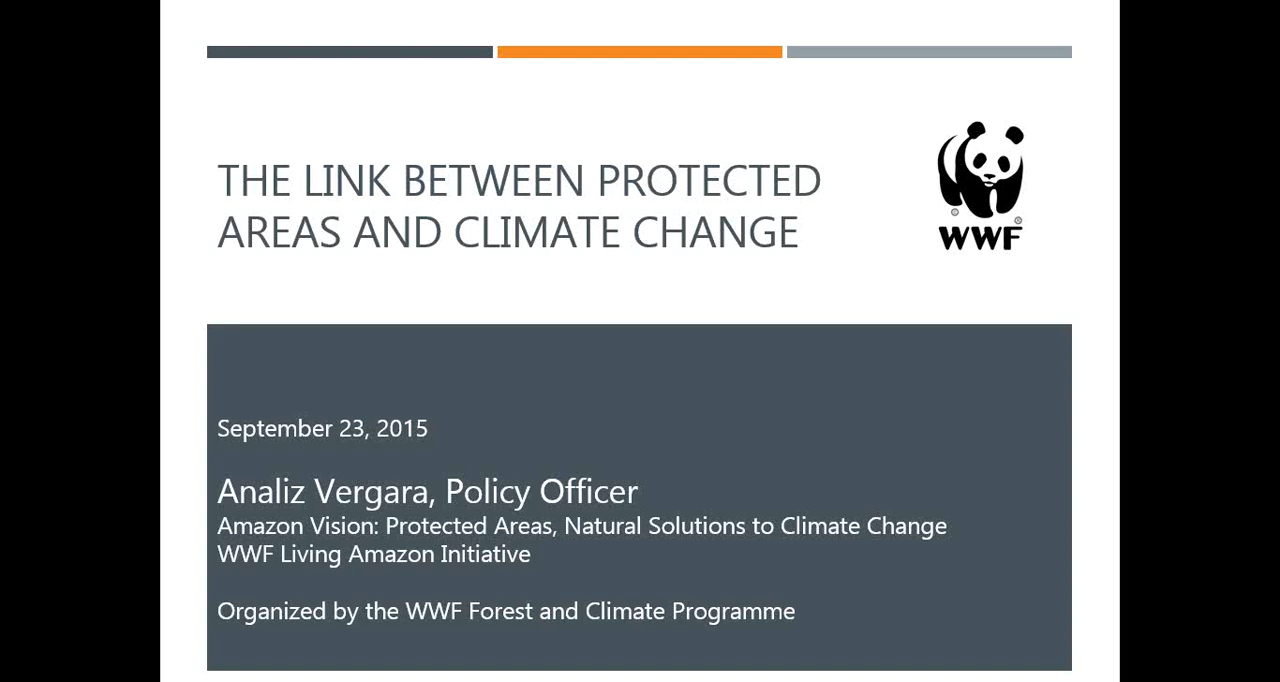 THE LINK BETWEEN PROTECTED
AREAS AND CLIMATE CHANGE
WWF
September 23, 2015
Analiz Vergara, Policy Officer
Amazon Vision: Protected Areas, Natural Solutions to Climate Change
WWF Living Amazon Initiative
Organized by the WWF Forest and Climate Programme